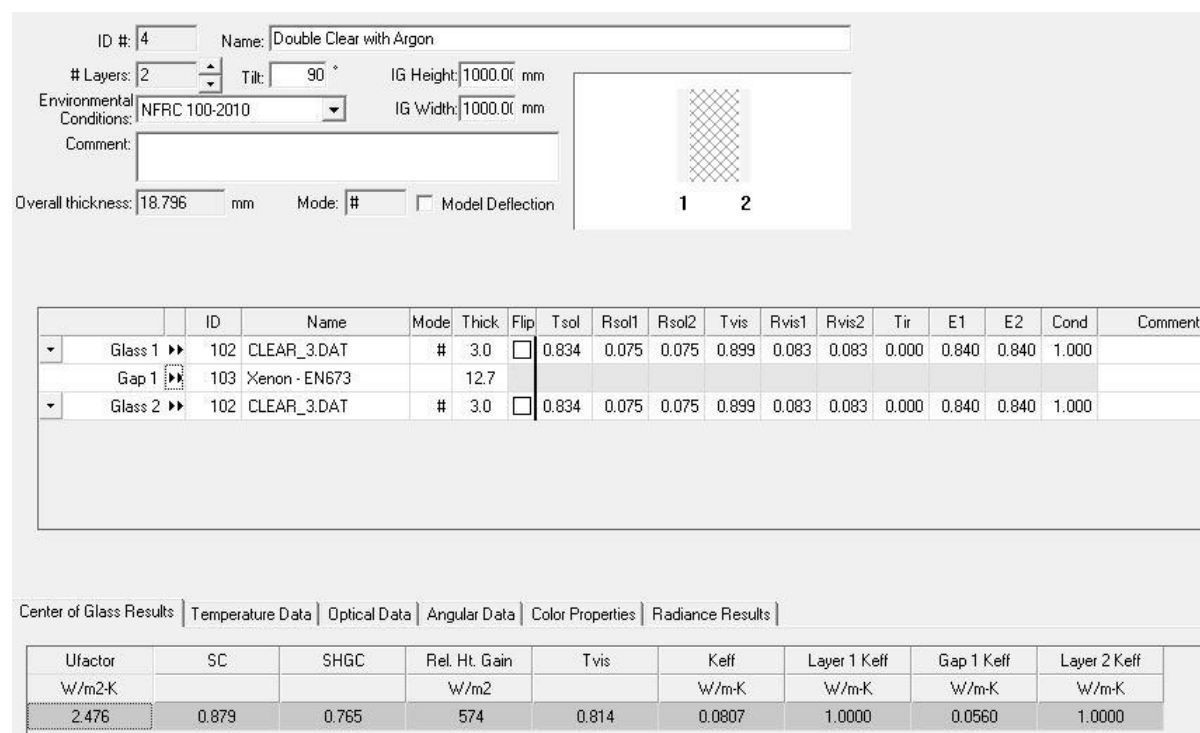 ID #: 4 Name: Double Clear with Argon
# Layers: 2 Tilt: 90 ° IG Height: 1000.0( mm
Environmental Conditions: NFRC 100-2010 IG Width: 1000.0( mm
Comment:
Overall thickness: 18.796 mm Mode: # Model Deflection
1 2
ID Name Mode Thick Flip Tsol Rsol1 Rsol2 Tvis Rvis1 Rvis2 Tir E1 E2 Cond Comment
Glass 1 102 CLEAR_3.DAT # 3.0 0.834 0.075 0.075 0.899 0.083 0.083 0.000 0.840 0.840 1.000
Gap 1 103 Xenon - EN673 12.7
Glass 2 102 CLEAR_3.DAT # 3.0 0.834 0.075 0.075 0.899 0.083 0.083 0.000 0.840 0.840 1.000
Center of Glass Results Temperature Data Optical Data Angular Data Color Properties Radiance Results
Ufactor SC SHGC Rel. Ht. Gain Tvis Keff Layer 1 Keff Gap 1 Keff Layer 2 Keff
W/m2-K W/m2 W/m-K W/m-K W/m-K W/m-K
2.476 0.879 0.765 574 0.814 0.0807 1.0000 0.0560 1.0000